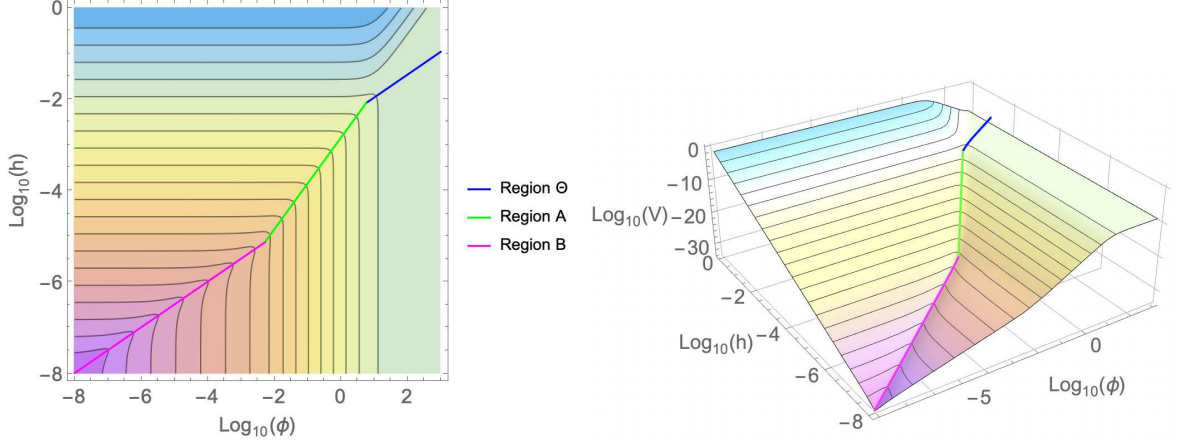 0
−2
−4
−6
−8
Log₁₀(h)
−8
−6
−4
−2
0
2
Log₁₀(ϕ)
Region Θ
Region A
Region B
0
−10
−20
−30
Log₁₀(V)
0
−2
−4
−6
−8
Log₁₀(h)
−5
0
Log₁₀(ϕ)